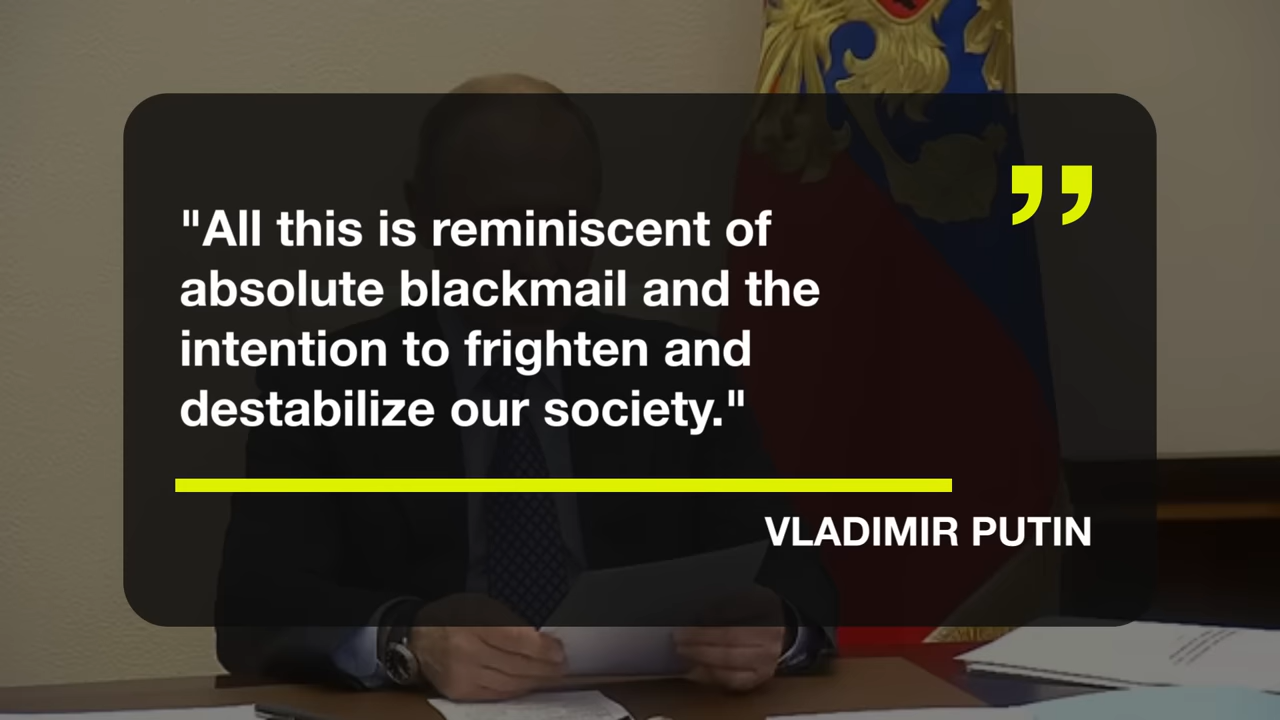 "All this is reminiscent of
absolute blackmail and the
intention to frighten and
destabilize our society."
VLADIMIR PUTIN